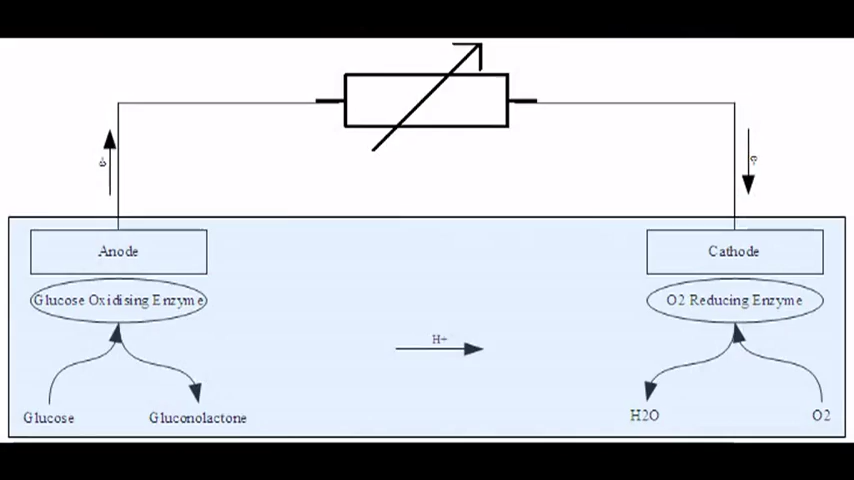 e-
e-
Anode
Cathode
Glucose Oxidising Enzyme
O2 Reducing Enzyme
H+
Glucose
Gluconolactone
H2O
O2